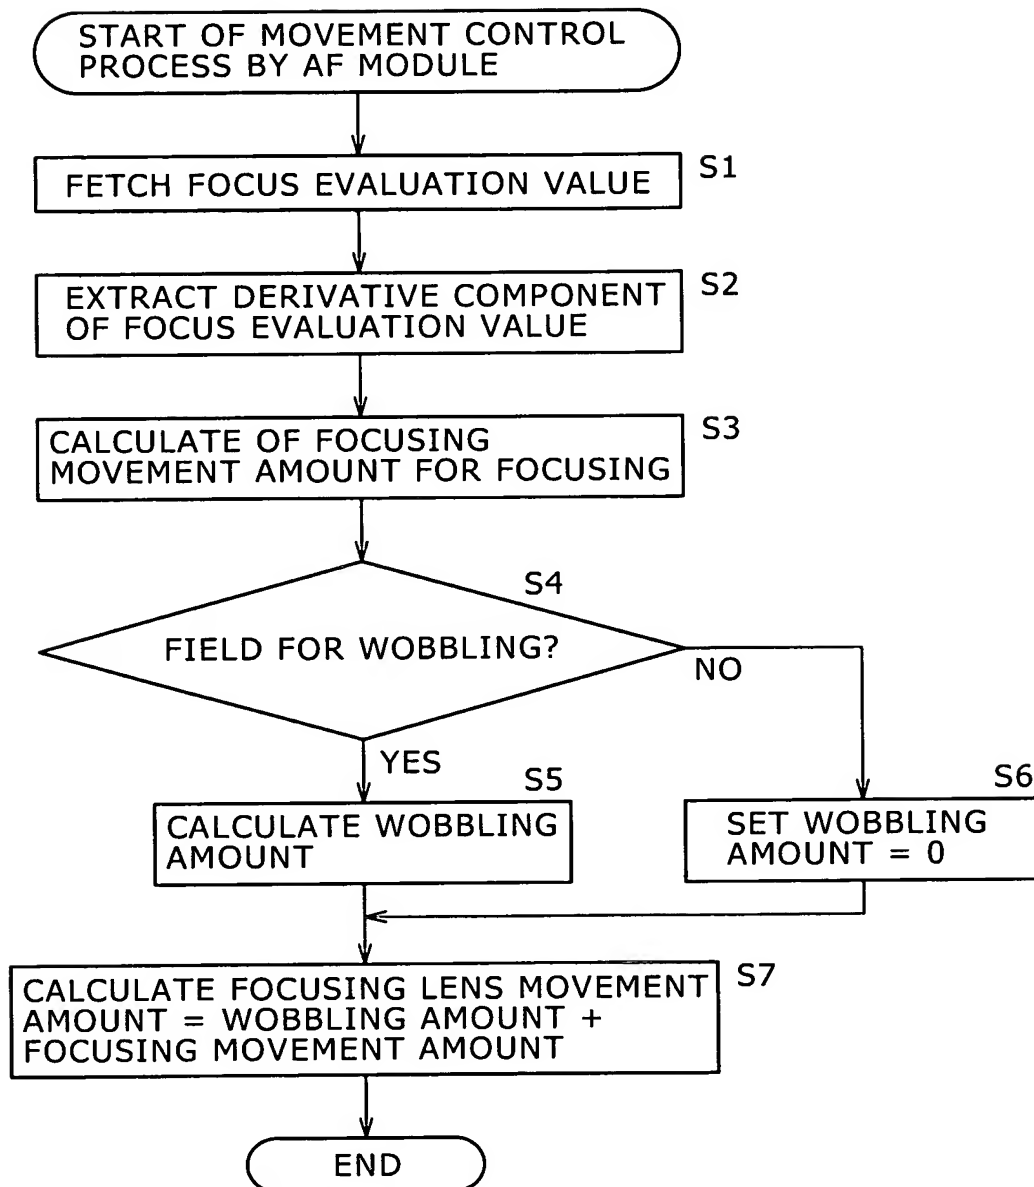 START OF MOVEMENT CONTROL
PROCESS BY AF MODULE
FETCH FOCUS EVALUATION VALUE
S1
EXTRACT DERIVATIVE COMPONENT
OF FOCUS EVALUATION VALUE
S2
CALCULATE OF FOCUSING
MOVEMENT AMOUNT FOR FOCUSING
S3
S4
FIELD FOR WOBBLING?
NO
YES
S5
CALCULATE WOBBLING
AMOUNT
S6
SET WOBBLING
AMOUNT = 0
CALCULATE FOCUSING LENS MOVEMENT
AMOUNT = WOBBLING AMOUNT +
FOCUSING MOVEMENT AMOUNT
S7
END